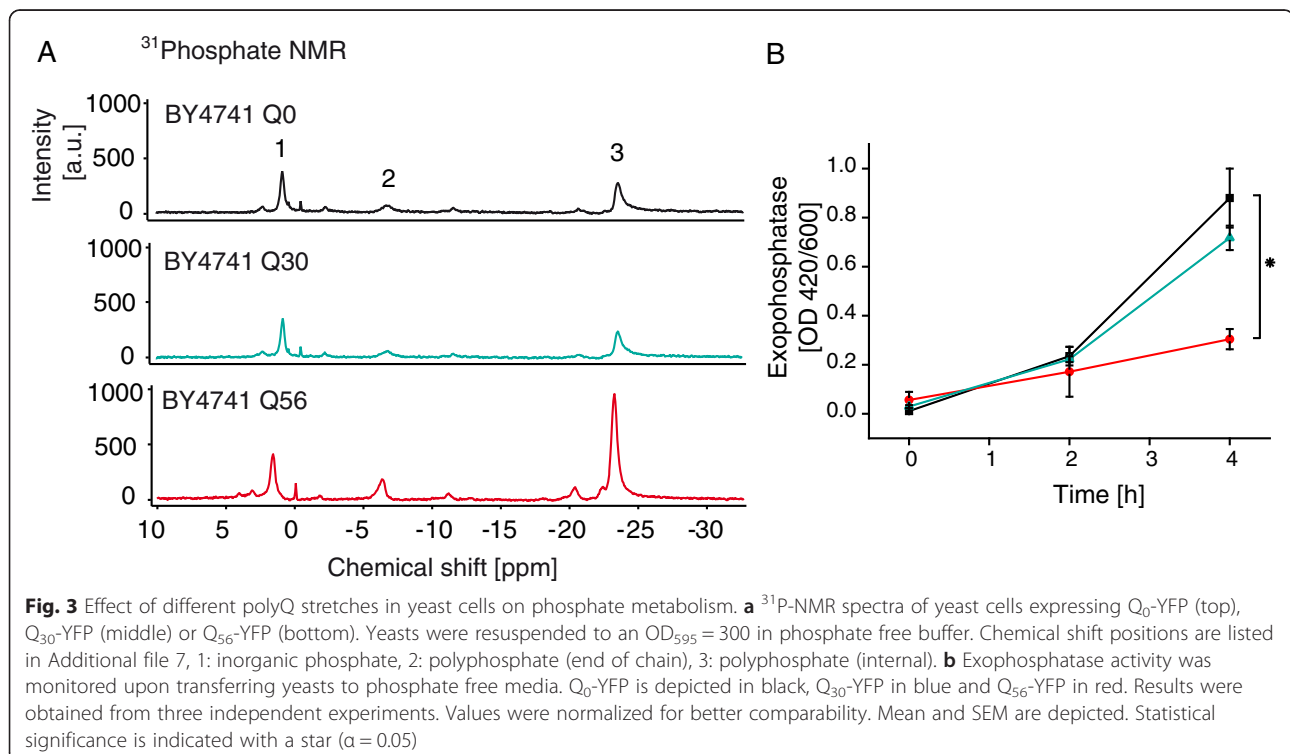 A
³¹Phosphate NMR
Intensity
[a.u.]
1000
500
0
BY4741 Q0
1
2
3
1000
500
0
BY4741 Q30
1000
500
0
BY4741 Q56
10 5 0 -5 -10 -15 -20 -25 -30
Chemical shift [ppm]
B
Exopohosphatase
[OD 420/600]
1.0
0.8
0.6
0.4
0.2
0.0
*
0 1 2 3 4
Time [h]
Fig. 3 Effect of different polyQ stretches in yeast cells on phosphate metabolism. a ³¹P-NMR spectra of yeast cells expressing Q₀-YFP (top),
Q₃₀-YFP (middle) or Q₅₆-YFP (bottom). Yeasts were resuspended to an OD₅₉₅ = 300 in phosphate free buffer. Chemical shift positions are listed
in Additional file 7, 1: inorganic phosphate, 2: polyphosphate (end of chain), 3: polyphosphate (internal). b Exophosphatase activity was
monitored upon transferring yeasts to phosphate free media. Q₀-YFP is depicted in black, Q₃₀-YFP in blue and Q₅₆-YFP in red. Results were
obtained from three independent experiments. Values were normalized for better comparability. Mean and SEM are depicted. Statistical
significance is indicated with a star (α = 0.05)